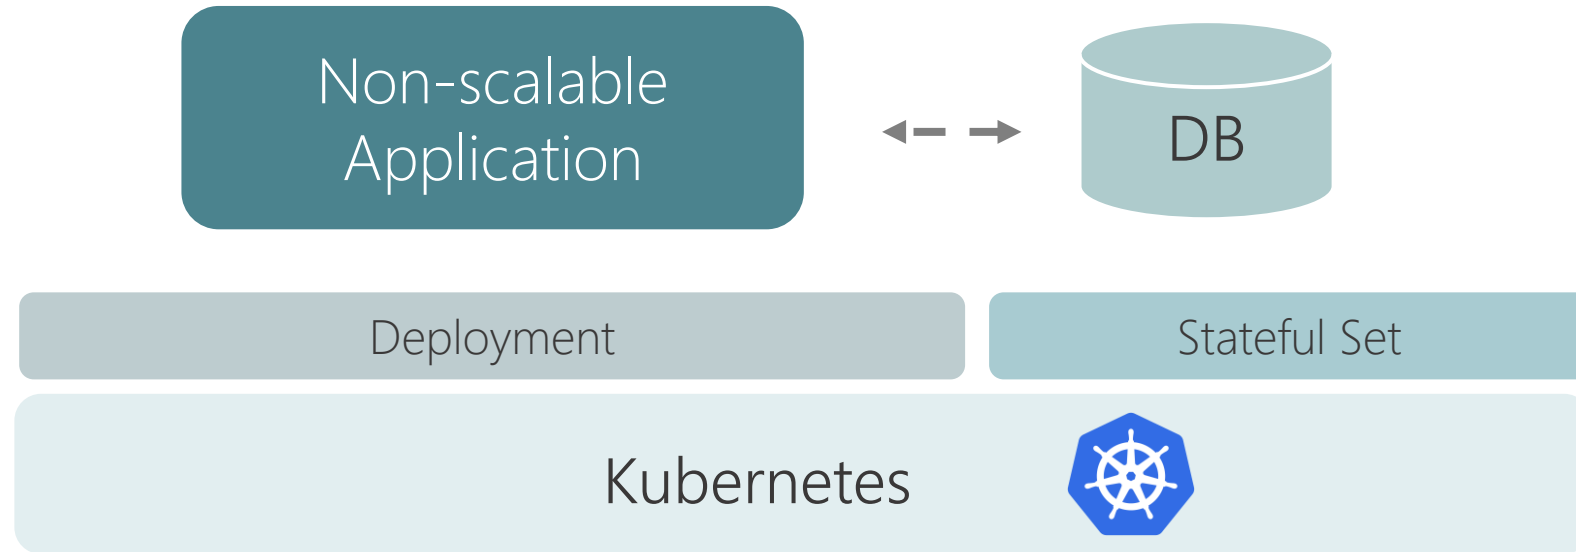 Non-scalable
Application
DB
Deployment
Stateful Set
Kubernetes